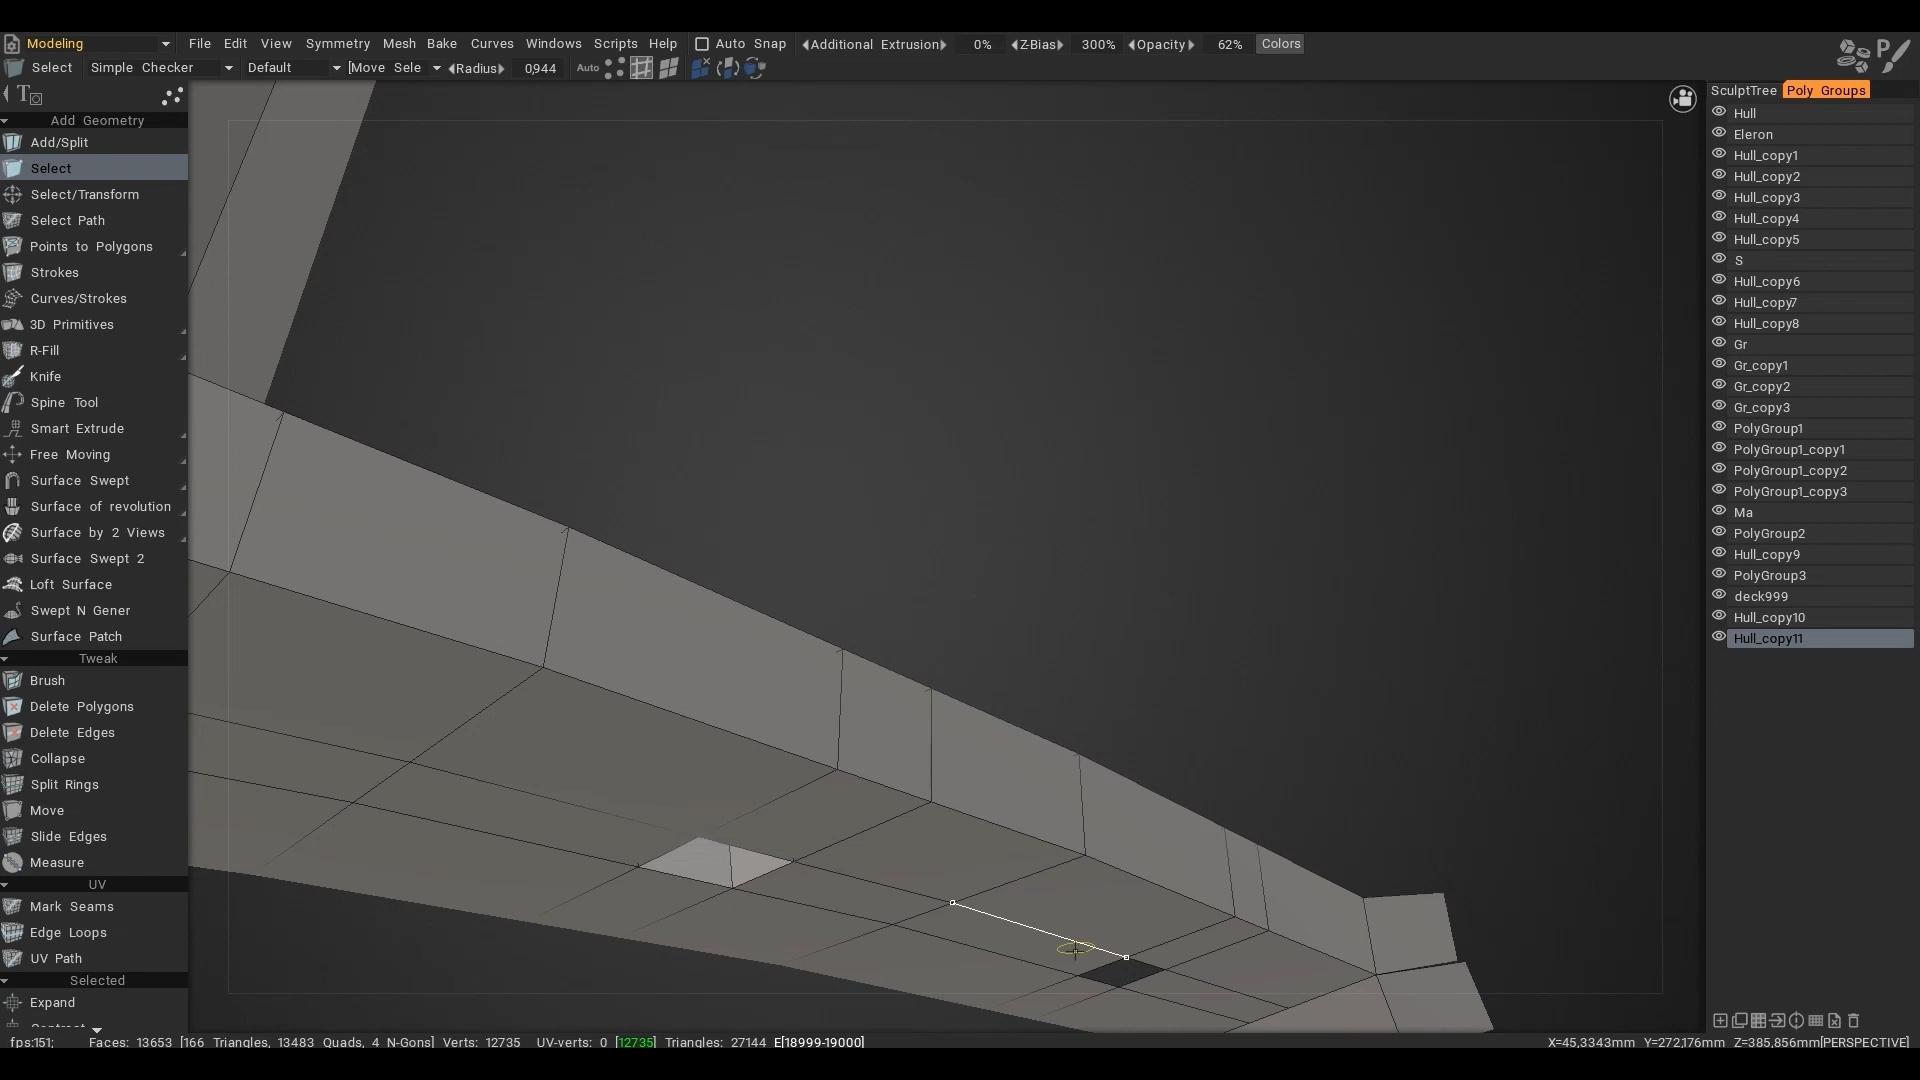 Modeling File Edit View Symmetry Mesh Bake Curves Windows Scripts Help Auto Snap Additional Extrusion 0% Z-Bias 300% Opacity 62% Colors
Select Simple Checker Default [Move Sele Radius 0,944 Auto
SculptTree Poly Groups
Add Geometry
Add/Split
Select
Select/Transform
Select Path
Points to Polygons
Strokes
Curves/Strokes
3D Primitives
R-Fill
Knife
Spine Tool
Smart Extrude
Free Moving
Surface Swept
Surface of revolution
Surface by 2 Views
Surface Swept 2
Loft Surface
Swept N Gener
Surface Patch
Tweak
Brush
Delete Polygons
Delete Edges
Collapse
Split Rings
Move
Slide Edges
Measure
UV
Mark Seams
Edge Loops
UV Path
Selected
Expand
Hull
Eleron
Hull_copy1
Hull_copy2
Hull_copy3
Hull_copy4
Hull_copy5
S
Hull_copy6
Hull_copy7
Hull_copy8
Gr
Gr_copy1
Gr_copy2
Gr_copy3
PolyGroup1
PolyGroup1_copy1
PolyGroup1_copy2
PolyGroup1_copy3
Ma
PolyGroup2
Hull_copy9
PolyGroup3
deck999
Hull_copy10
Hull_copy11
fps:151; Faces: 13653 [166 Triangles, 13483 Quads, 4 N-Gons] Verts: 12735 UV-verts: 0 [12735] Triangles: 27144 E[18999-19000] X=45,3343mm Y=272,176mm Z=385,856mm[PERSPECTIVE]